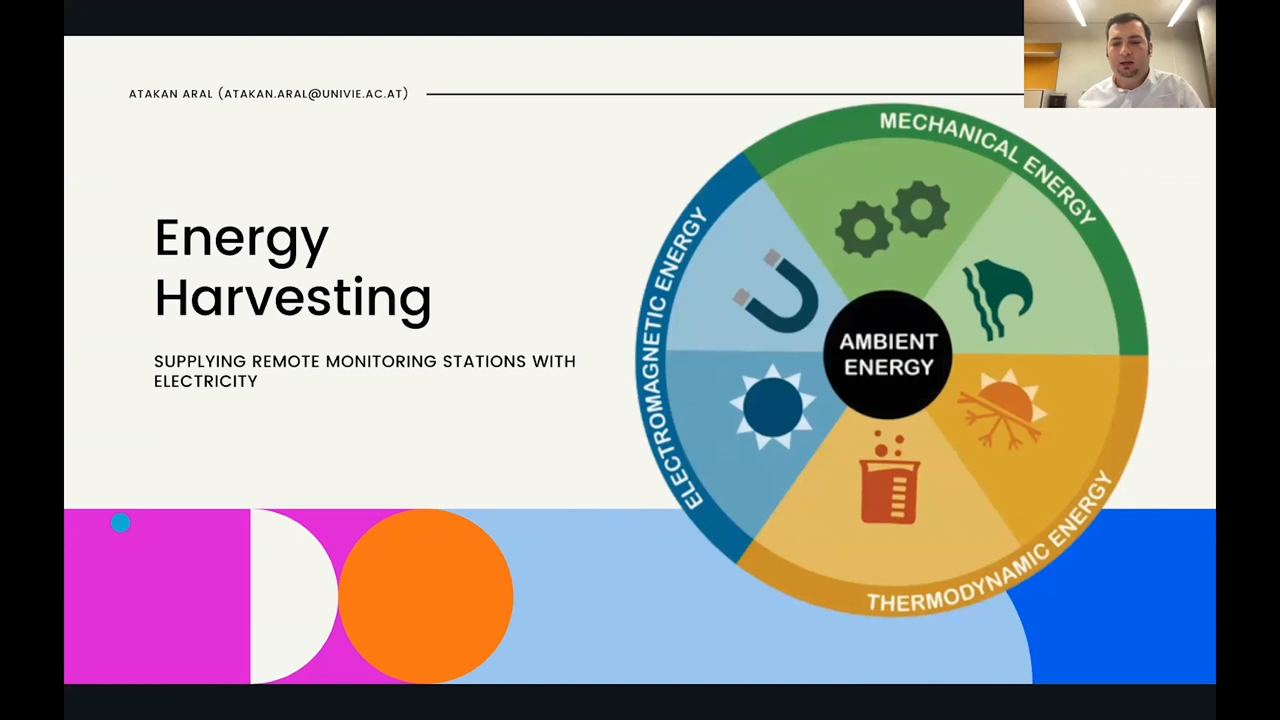 ATAKAN ARAL (ATAKAN.ARAL@UNIVIE.AC.AT)
Energy
Harvesting
SUPPLYING REMOTE MONITORING STATIONS WITH
ELECTRICITY
MECHANICAL ENERGY
ELECTROMAGNETIC ENERGY
AMBIENT
ENERGY
THERMODYNAMIC ENERGY